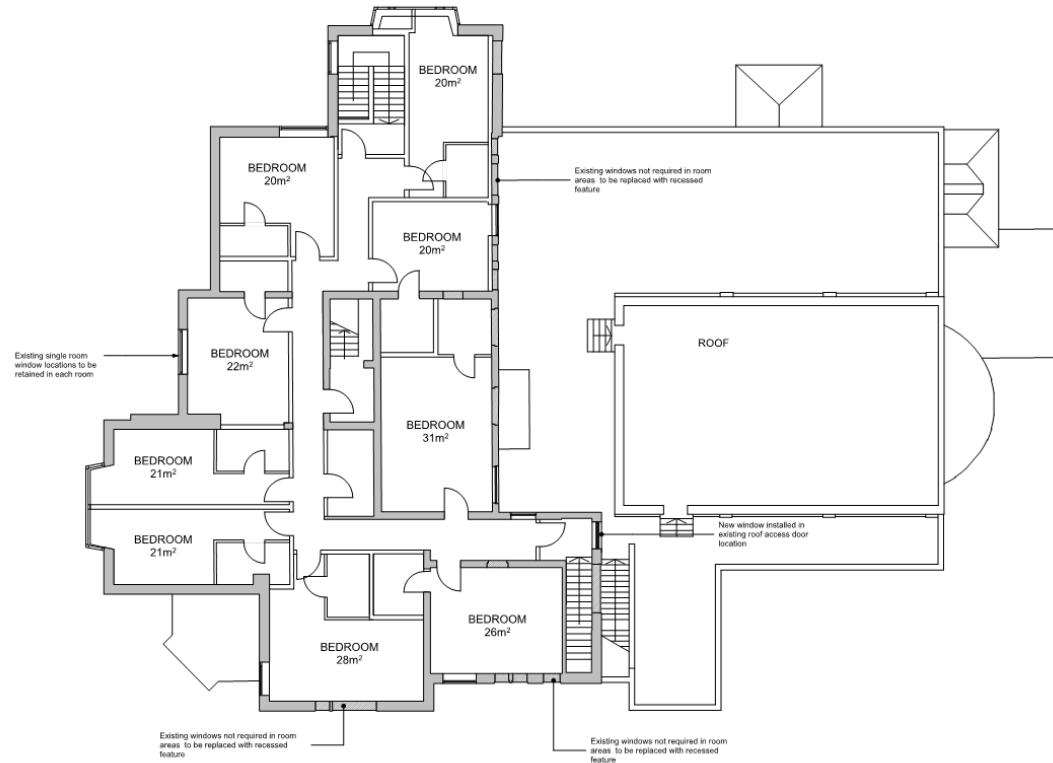 BEDROOM
20m²
BEDROOM
20m²
Existing windows not required in room
areas to be replaced with recessed
feature
BEDROOM
20m²
ROOF
Existing single room
window locations to be
retained in each room
BEDROOM
22m²
BEDROOM
31m²
BEDROOM
21m²
BEDROOM
21m²
New window installed in
existing roof access door
location
BEDROOM
26m²
BEDROOM
28m²
Existing windows not required in room
areas to be replaced with recessed
feature
Existing windows not required in room
areas to be replaced with recessed
feature